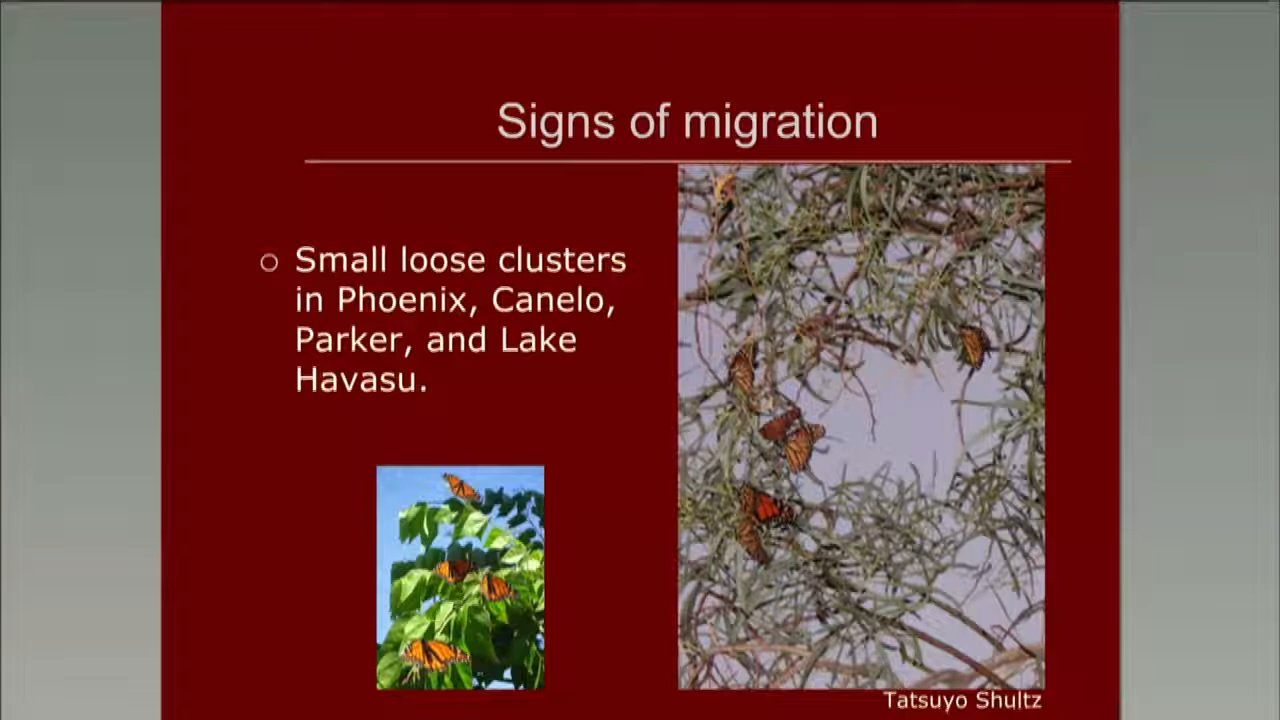 Signs of migration
Small loose clusters
in Phoenix, Canelo,
Parker, and Lake
Havasu.
Tatsuyo Shultz